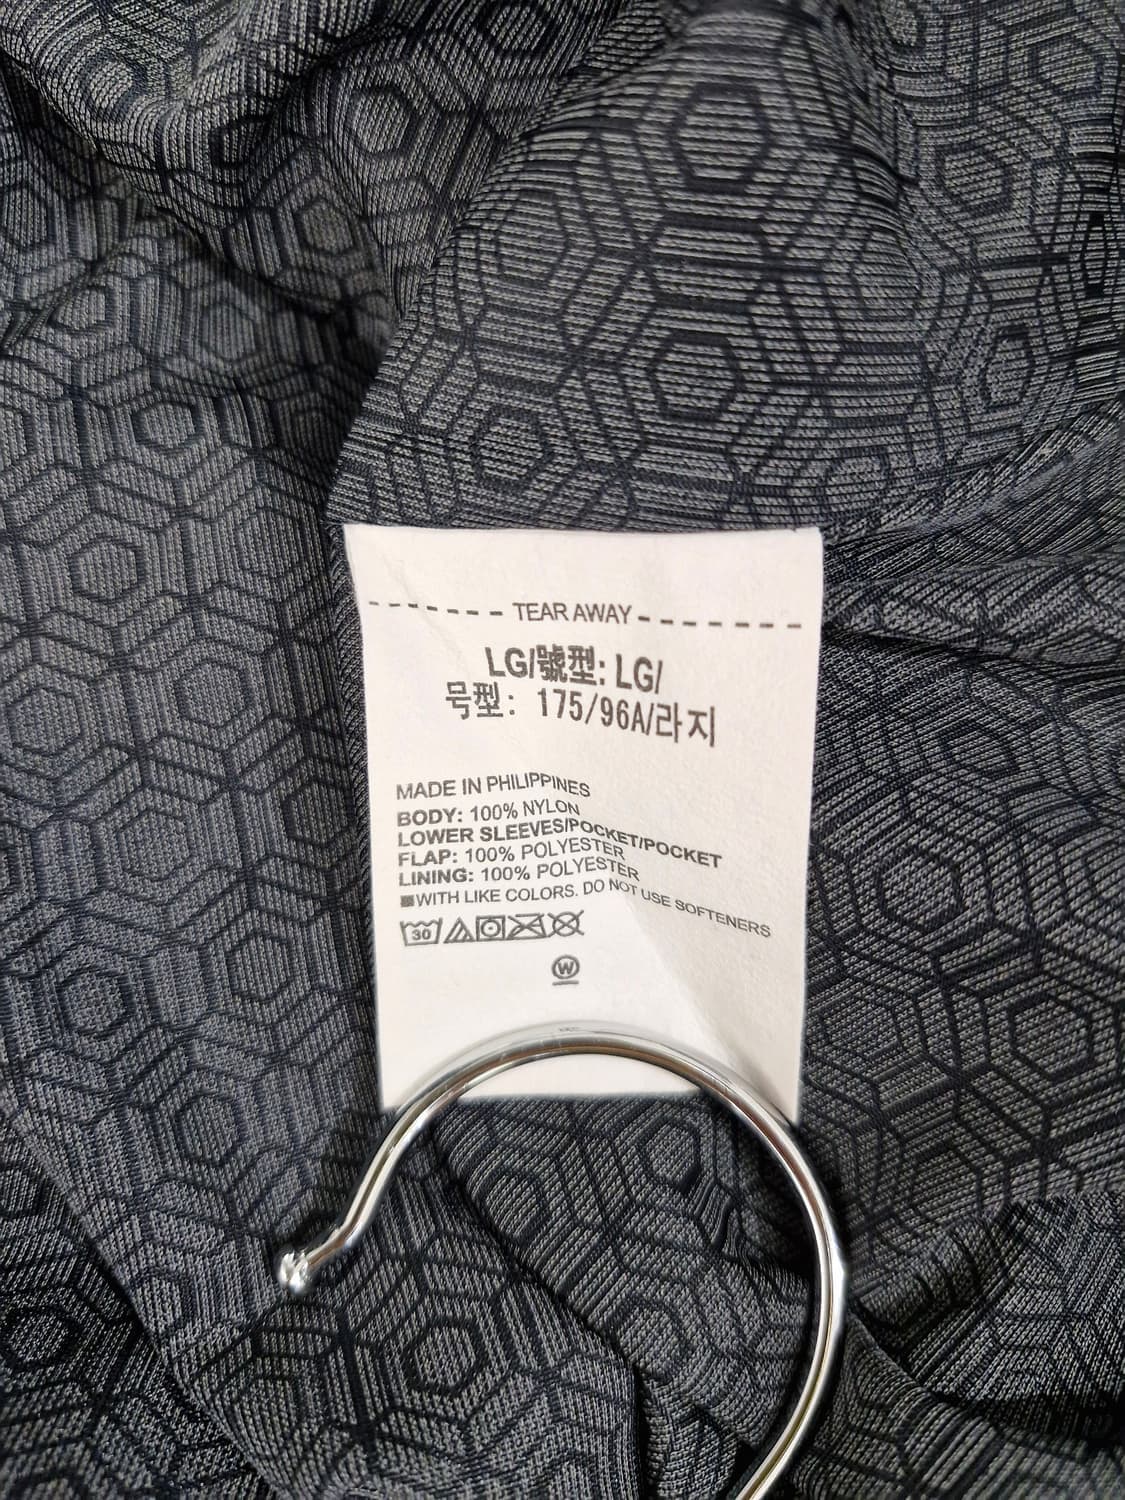 TEAR AWAY
LG/號型: LG/
号型: 175/96A/라지
MADE IN PHILIPPINES
BODY: 100% NYLON
LOWER SLEEVES/POCKET/POCKET
FLAP: 100% POLYESTER
LINING: 100% POLYESTER
■WITH LIKE COLORS. DO NOT USE SOFTENERS
30
W